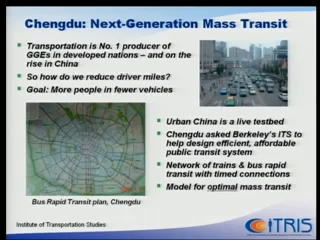 Chengdu: Next-Generation Mass Transit
Transportation is No. 1 producer of
GGEs in developed nations – and on the
rise in China
So how do we reduce driver miles?
Goal: More people in fewer vehicles
Urban China is a live testbed
Chengdu asked Berkeley's ITS to
help design efficient, affordable
public transit system
Network of trains & bus rapid
transit with timed connections
Model for optimal mass transit
Bus Rapid Transit plan, Chengdu
Institute of Transportation Studies
CITRIS